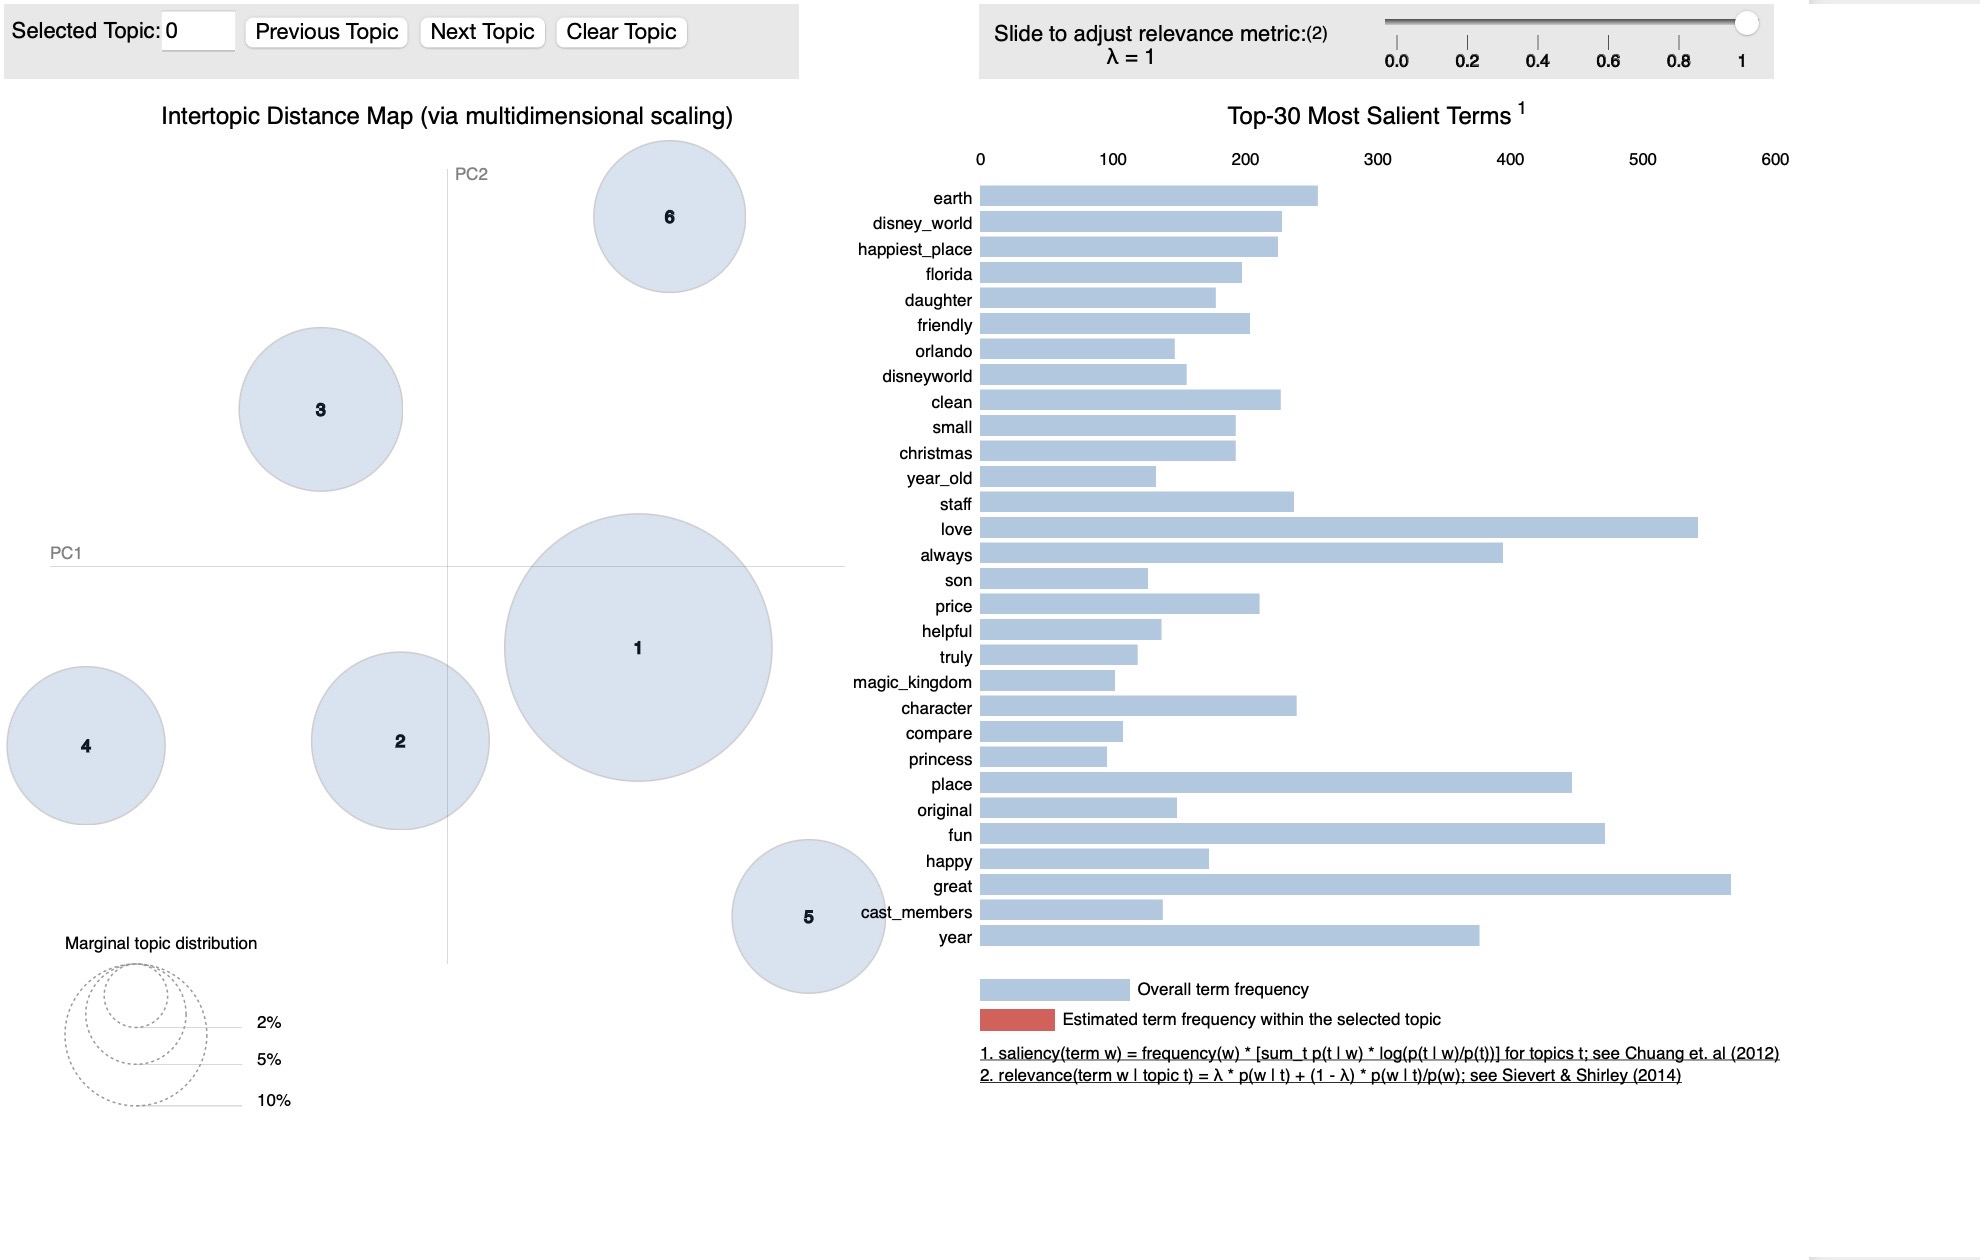 Selected Topic: 0 Previous Topic Next Topic Clear Topic
Slide to adjust relevance metric:(2)
λ = 1
0.0 0.2 0.4 0.6 0.8 1
Intertopic Distance Map (via multidimensional scaling)
PC2
PC1
6
3
1
4
2
5
Marginal topic distribution
2%
5%
10%
Top-30 Most Salient Terms 1
0 100 200 300 400 500 600
earth
disney_world
happiest_place
florida
daughter
friendly
orlando
disneyworld
clean
small
christmas
year_old
staff
love
always
son
price
helpful
truly
magic_kingdom
character
compare
princess
place
original
fun
happy
great
cast_members
year
Overall term frequency
Estimated term frequency within the selected topic
1. saliency(term w) = frequency(w) * [sum_t p(t | w) * log(p(t | w)/p(t))] for topics t; see Chuang et. al (2012)
2. relevance(term w | topic t) = λ * p(w | t) + (1 - λ) * p(w | t)/p(w); see Sievert & Shirley (2014)